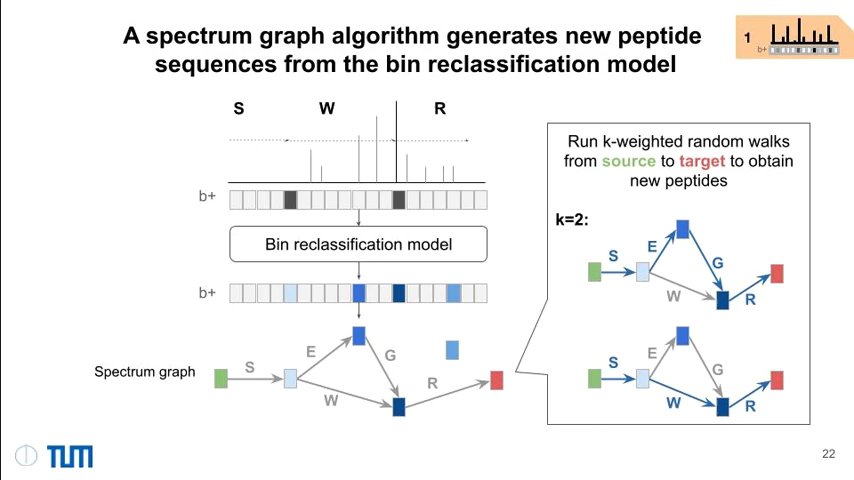 A spectrum graph algorithm generates new peptide
sequences from the bin reclassification model
1
b+
S W R
b+
Bin reclassification model
b+
Spectrum graph
S
E
W
G
R
Run k-weighted random walks
from source to target to obtain
new peptides
k=2:
S
E
G
W
R
S
E
G
W
R
TUM
22